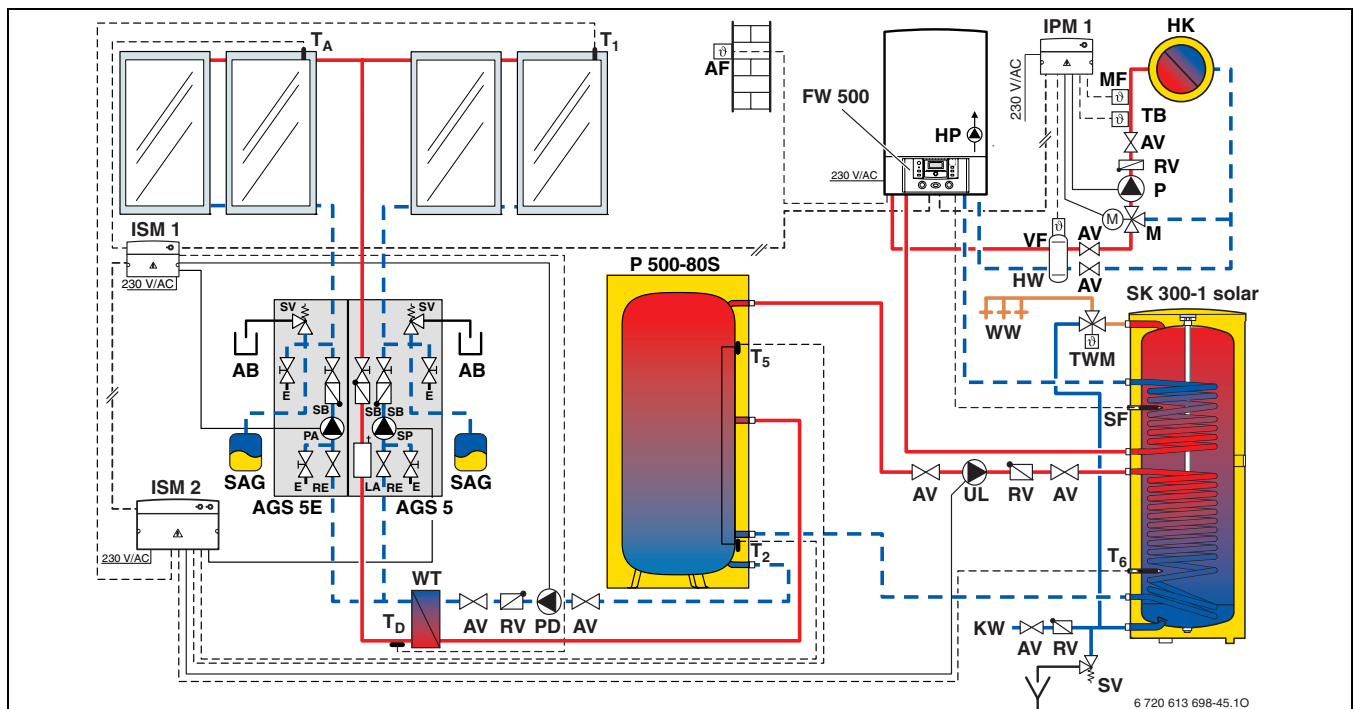 TA
T1
AF
ϑ
FW 500
HP
230 V/AC
IPM 1
230 V/AC
HK
MF
ϑ
TB
ϑ
AV
RV
P
M
M
VF
ϑ
AV
HW
AV
ISM 1
230 V/AC
P 500-80S
SK 300-1 solar
WW
TWM
ϑ
SV
SV
AB
AB
E
E
T5
SB
SB
SB
PA
SP
SF
SAG
SAG
E
RE
LA
RE
E
AGS 5E
AGS 5
AV
UL
RV
AV
ISM 2
230 V/AC
T2
T6
WT
TD
AV
RV
PD
AV
KW
AV
RV
SV
6 720 613 698-45.1O